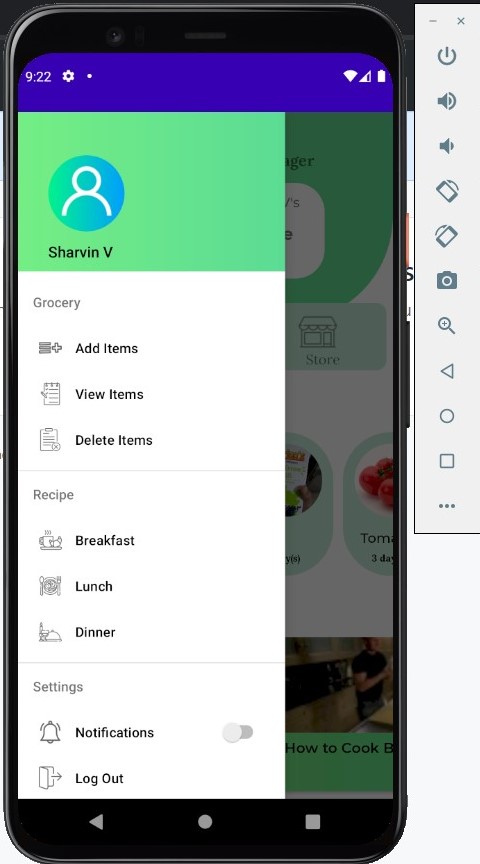 9:22
ager
V's
e
Sharvin V
Grocery
Add Items
View Items
Delete Items
Store
Recipe
Breakfast
Lunch
Dinner
y(s)
Toma
3 day
Settings
Notifications
Log Out
How to Cook B